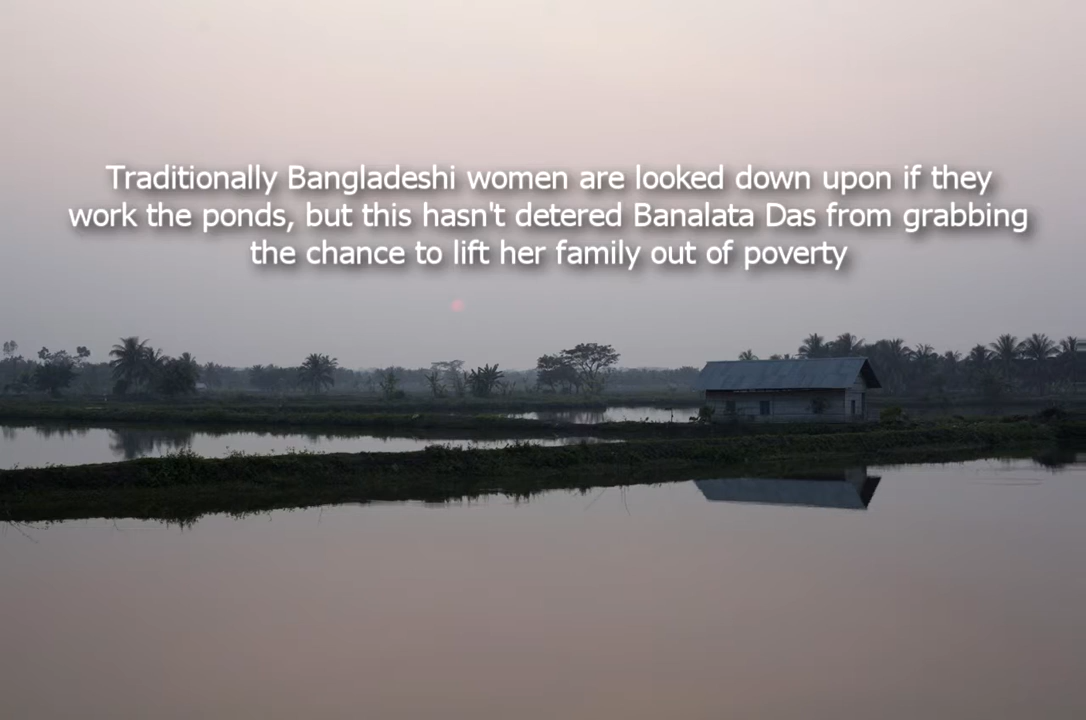 Traditionally Bangladeshi women are looked down upon if they
work the ponds, but this hasn't detered Banalata Das from grabbing
the chance to lift her family out of poverty